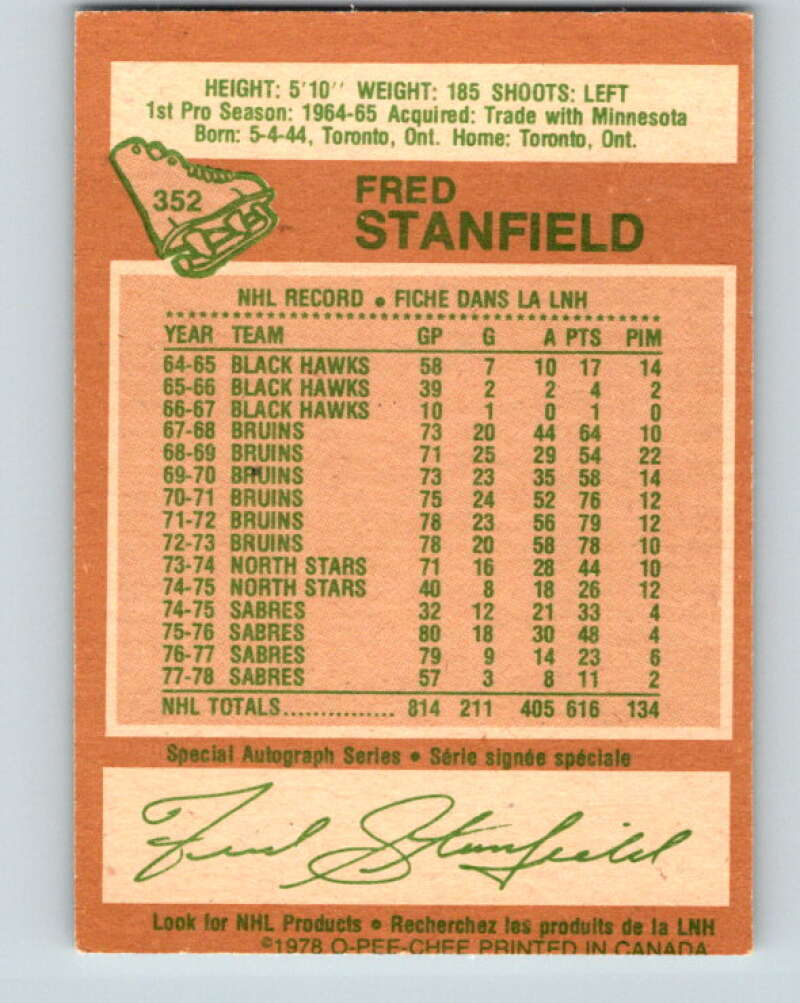 HEIGHT: 5'10'' WEIGHT: 185 SHOOTS: LEFT
1st Pro Season: 1964-65 Acquired: Trade with Minnesota
Born: 5-4-44, Toronto, Ont. Home: Toronto, Ont.
352
FRED
STANFIELD
NHL RECORD • FICHE DANS LA LNH
YEAR TEAM GP G A PTS PIM
64-65 BLACK HAWKS 58 7 10 17 14
65-66 BLACK HAWKS 39 2 2 4 2
66-67 BLACK HAWKS 10 1 0 1 0
67-68 BRUINS 73 20 44 64 10
68-69 BRUINS 71 25 29 54 22
69-70 BRUINS 73 23 35 58 14
70-71 BRUINS 75 24 52 76 12
71-72 BRUINS 78 23 56 79 12
72-73 BRUINS 78 20 58 78 10
73-74 NORTH STARS 71 16 28 44 10
74-75 NORTH STARS 40 8 18 26 12
74-75 SABRES 32 12 21 33 4
75-76 SABRES 80 18 30 48 4
76-77 SABRES 79 9 14 23 6
77-78 SABRES 57 3 8 11 2
NHL TOTALS............... 814 211 405 616 134
Special Autograph Series • Série signée spéciale
Fred Stanfield
Look for NHL Products • Recherchez les produits de la LNH
©1978 O-PEE-CHEE PRINTED IN CANADA